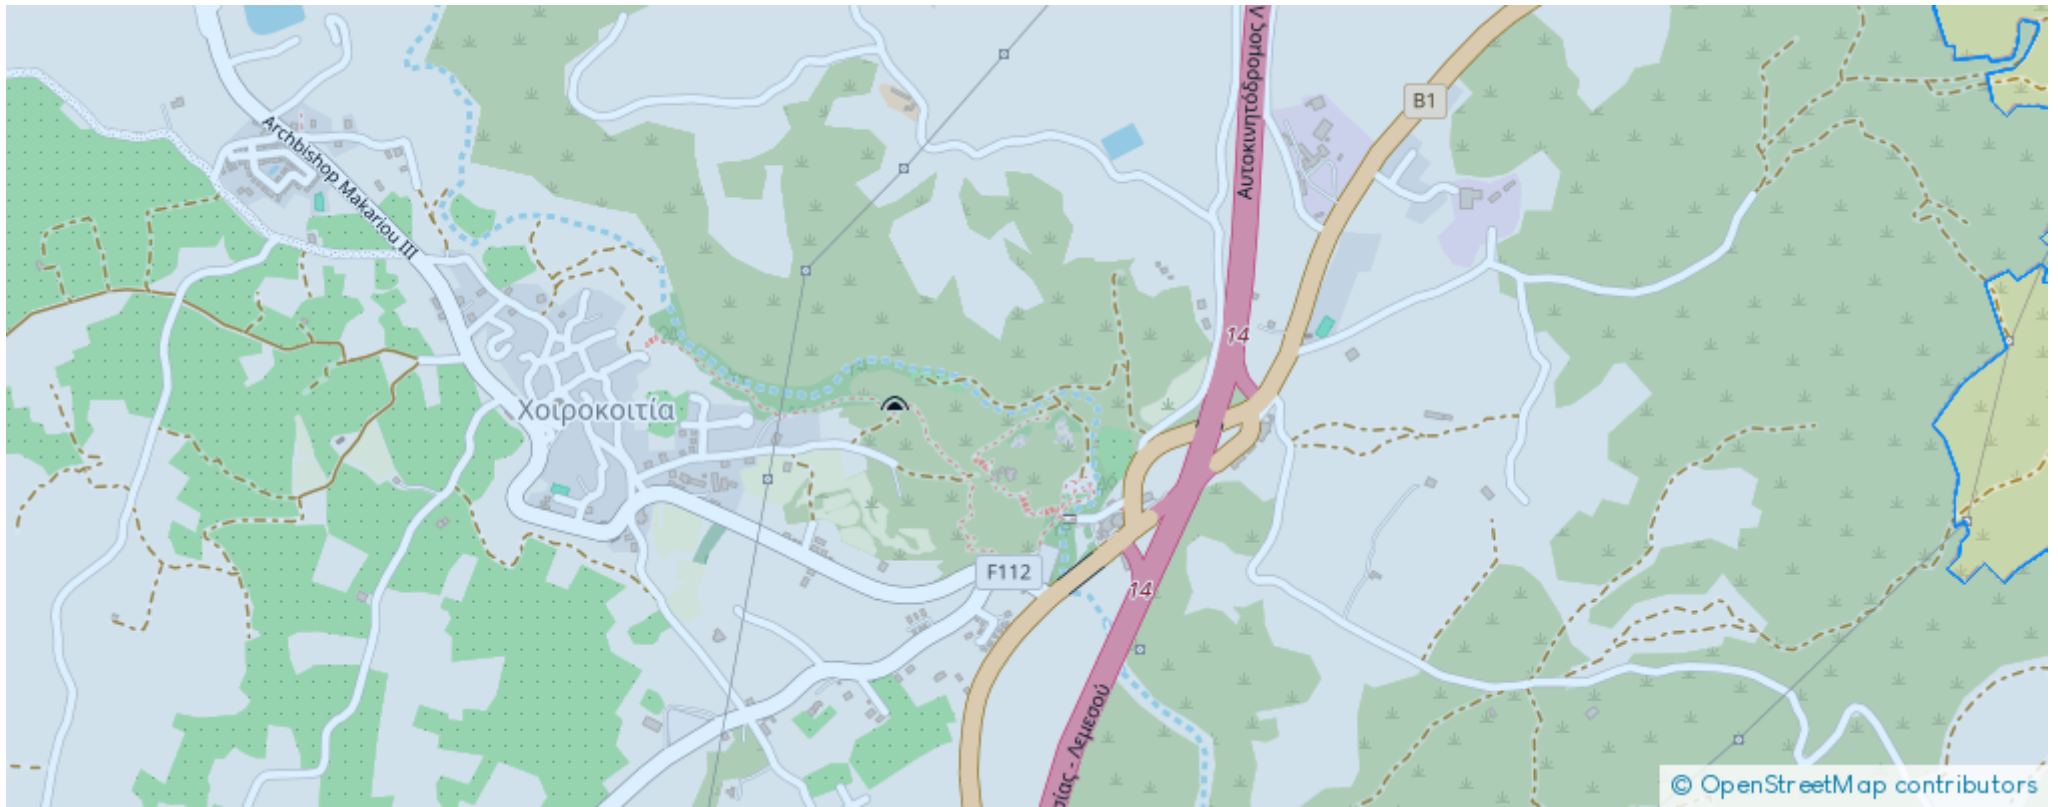 Αυτοκινητόδρομος Λ
B1
Archbishop Makariou III
14
Χοιροκοιτία
F112
14
ίας - Λεμεσού
© OpenStreetMap contributors